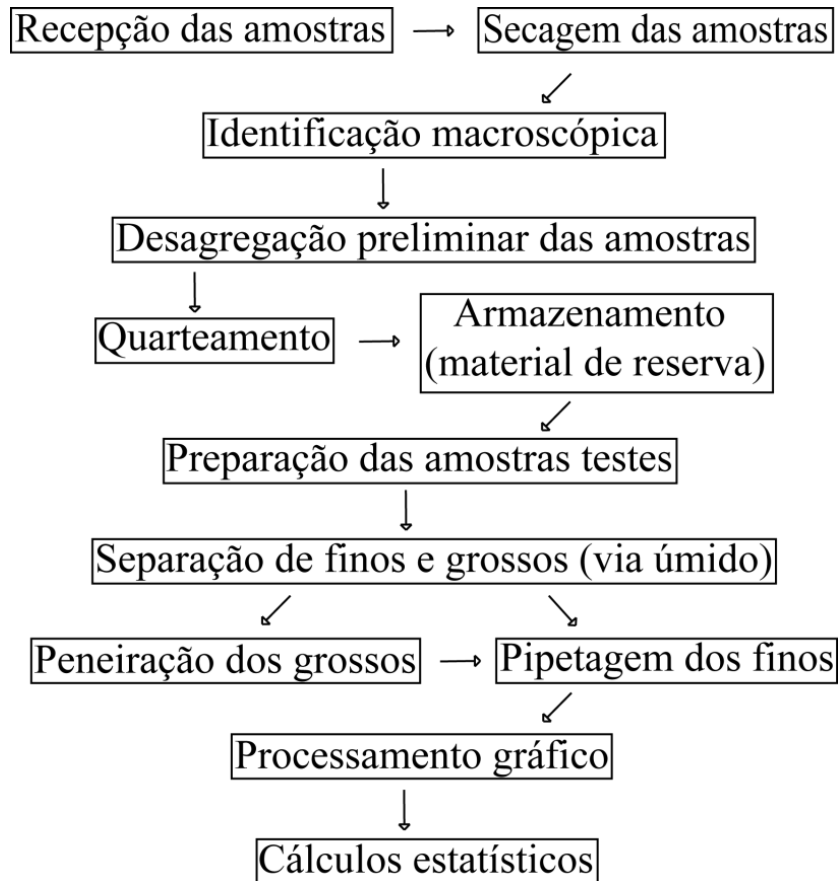 Recepção das amostras
Secagem das amostras
Identificação macroscópica
Desagregação preliminar das amostras
Quarteamento
Armazenamento
(material de reserva)
Preparação das amostras testes
Separação de finos e grossos (via úmido)
Peneiração dos grossos
Pipetagem dos finos
Processamento gráfico
Cálculos estatísticos